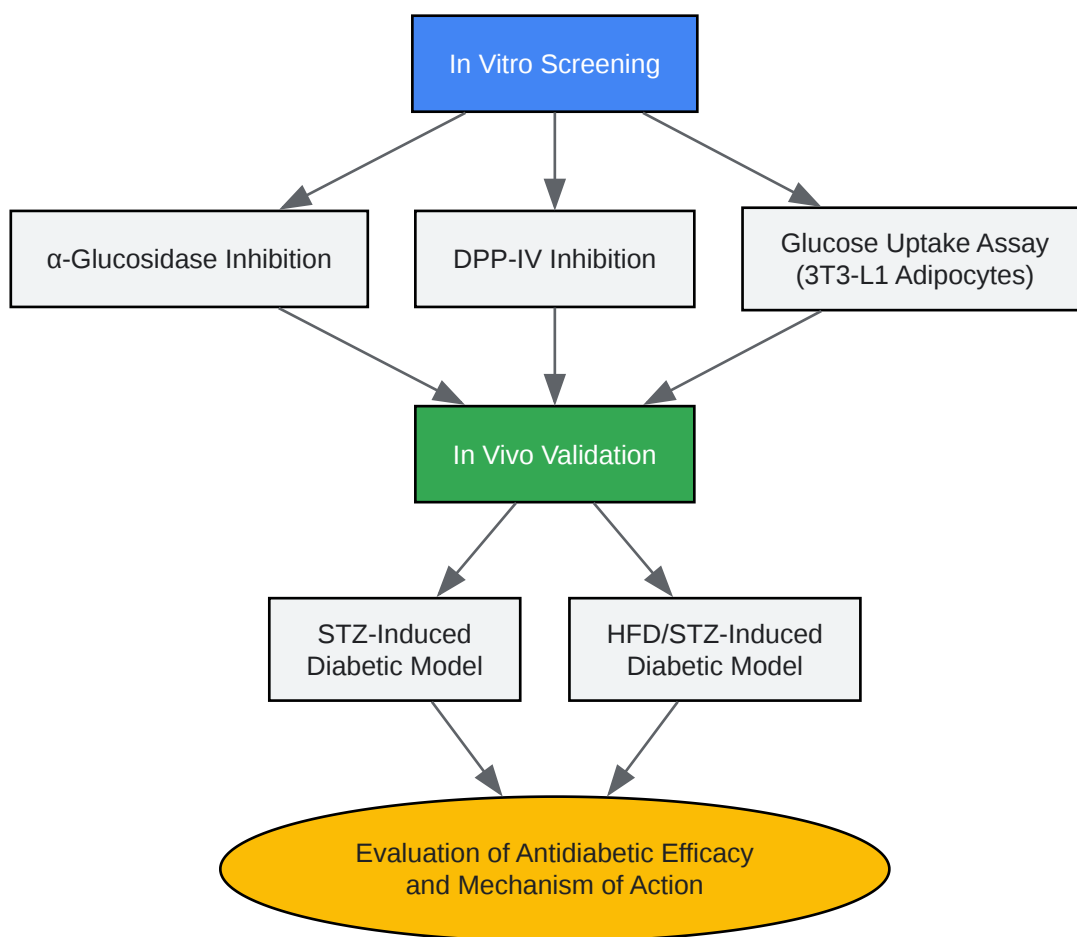 In Vitro Screening
α-Glucosidase Inhibition
DPP-IV Inhibition
Glucose Uptake Assay
(3T3-L1 Adipocytes)
In Vivo Validation
STZ-Induced
Diabetic Model
HFD/STZ-Induced
Diabetic Model
Evaluation of Antidiabetic Efficacy
and Mechanism of Action